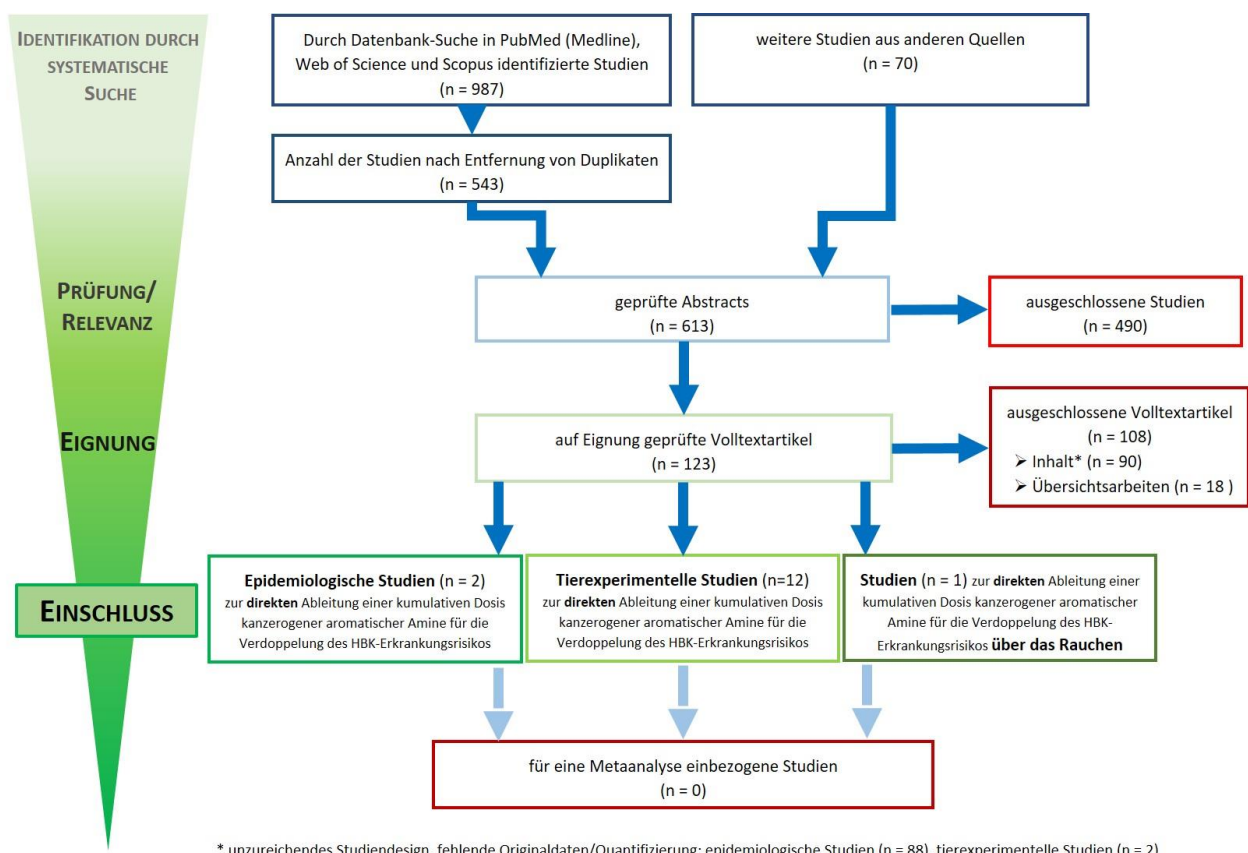 IDENTIFIKATION DURCH
SYSTEMATISCHE
SUCHE
Durch Datenbank-Suche in PubMed (Medline),
Web of Science und Scopus identifizierte Studien
(n = 987)
weitere Studien aus anderen Quellen
(n = 70)
Anzahl der Studien nach Entfernung von Duplikaten
(n = 543)
PRÜFUNG/
RELEVANZ
geprüfte Abstracts
(n = 613)
ausgeschlossene Studien
(n = 490)
EIGNUNG
auf Eignung geprüfte Volltextartikel
(n = 123)
ausgeschlossene Volltextartikel
(n = 108)
➢ Inhalt* (n = 90)
➢ Übersichtsarbeiten (n = 18 )
EINSCHLUSS
Epidemiologische Studien (n = 2)
zur direkten Ableitung einer kumulativen Dosis
kanzerogener aromatischer Amine für die
Verdoppelung des HBK-Erkrankungsrisikos
Tierexperimentelle Studien (n=12)
zur direkten Ableitung einer kumulativen Dosis
kanzerogener aromatischer Amine für die
Verdoppelung des HBK-Erkrankungsrisikos
Studien (n = 1) zur direkten Ableitung einer
kumulativen Dosis kanzerogener aromatischer
Amine für die Verdoppelung des HBK-
Erkrankungsrisikos über das Rauchen
für eine Metaanalyse einbezogene Studien
(n = 0)
* unzureichendes Studiendesign, fehlende Originaldaten/Quantifizierung: epidemiologische Studien (n = 88), tierexperimentelle Studien (n = 2)